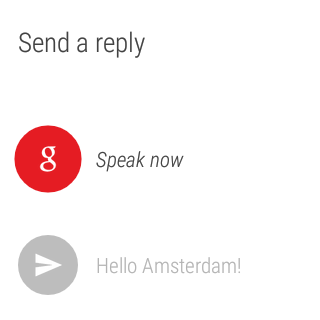 Send a reply
g
Speak now
Hello Amsterdam!